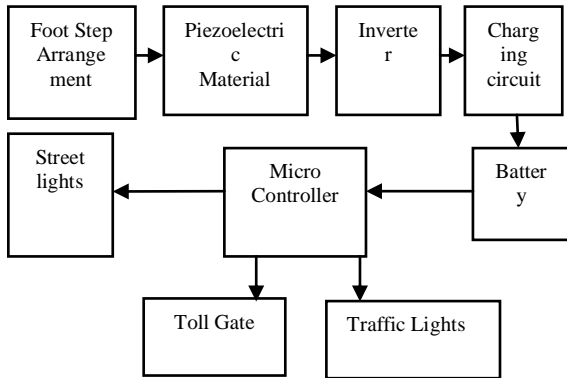 Foot Step
Arrange
ment
Piezoelectri
c
Material
Inverte
r
Charg
ing
circuit
Street
lights
Micro
Controller
Batter
y
Toll Gate
Traffic Lights